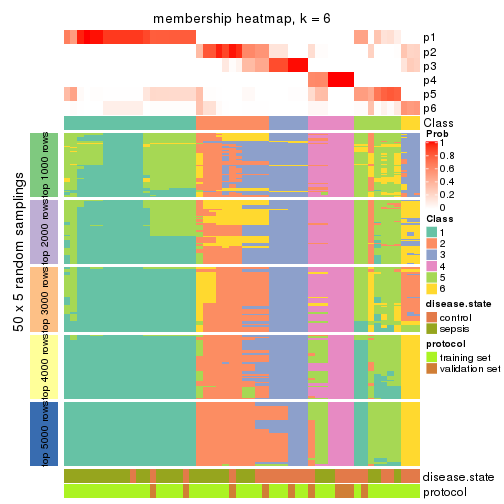 membership heatmap, k = 6
p1
p2
p3
p4
p5
p6
Class
50 x 5 random samplings
top 1000 rows
top 2000 rows
top 3000 rows
top 4000 rows
top 5000 rows
disease.state
protocol
Prob
1
0.8
0.6
0.4
0.2
0
Class
1
2
3
4
5
6
disease.state
control
sepsis
protocol
training set
validation set